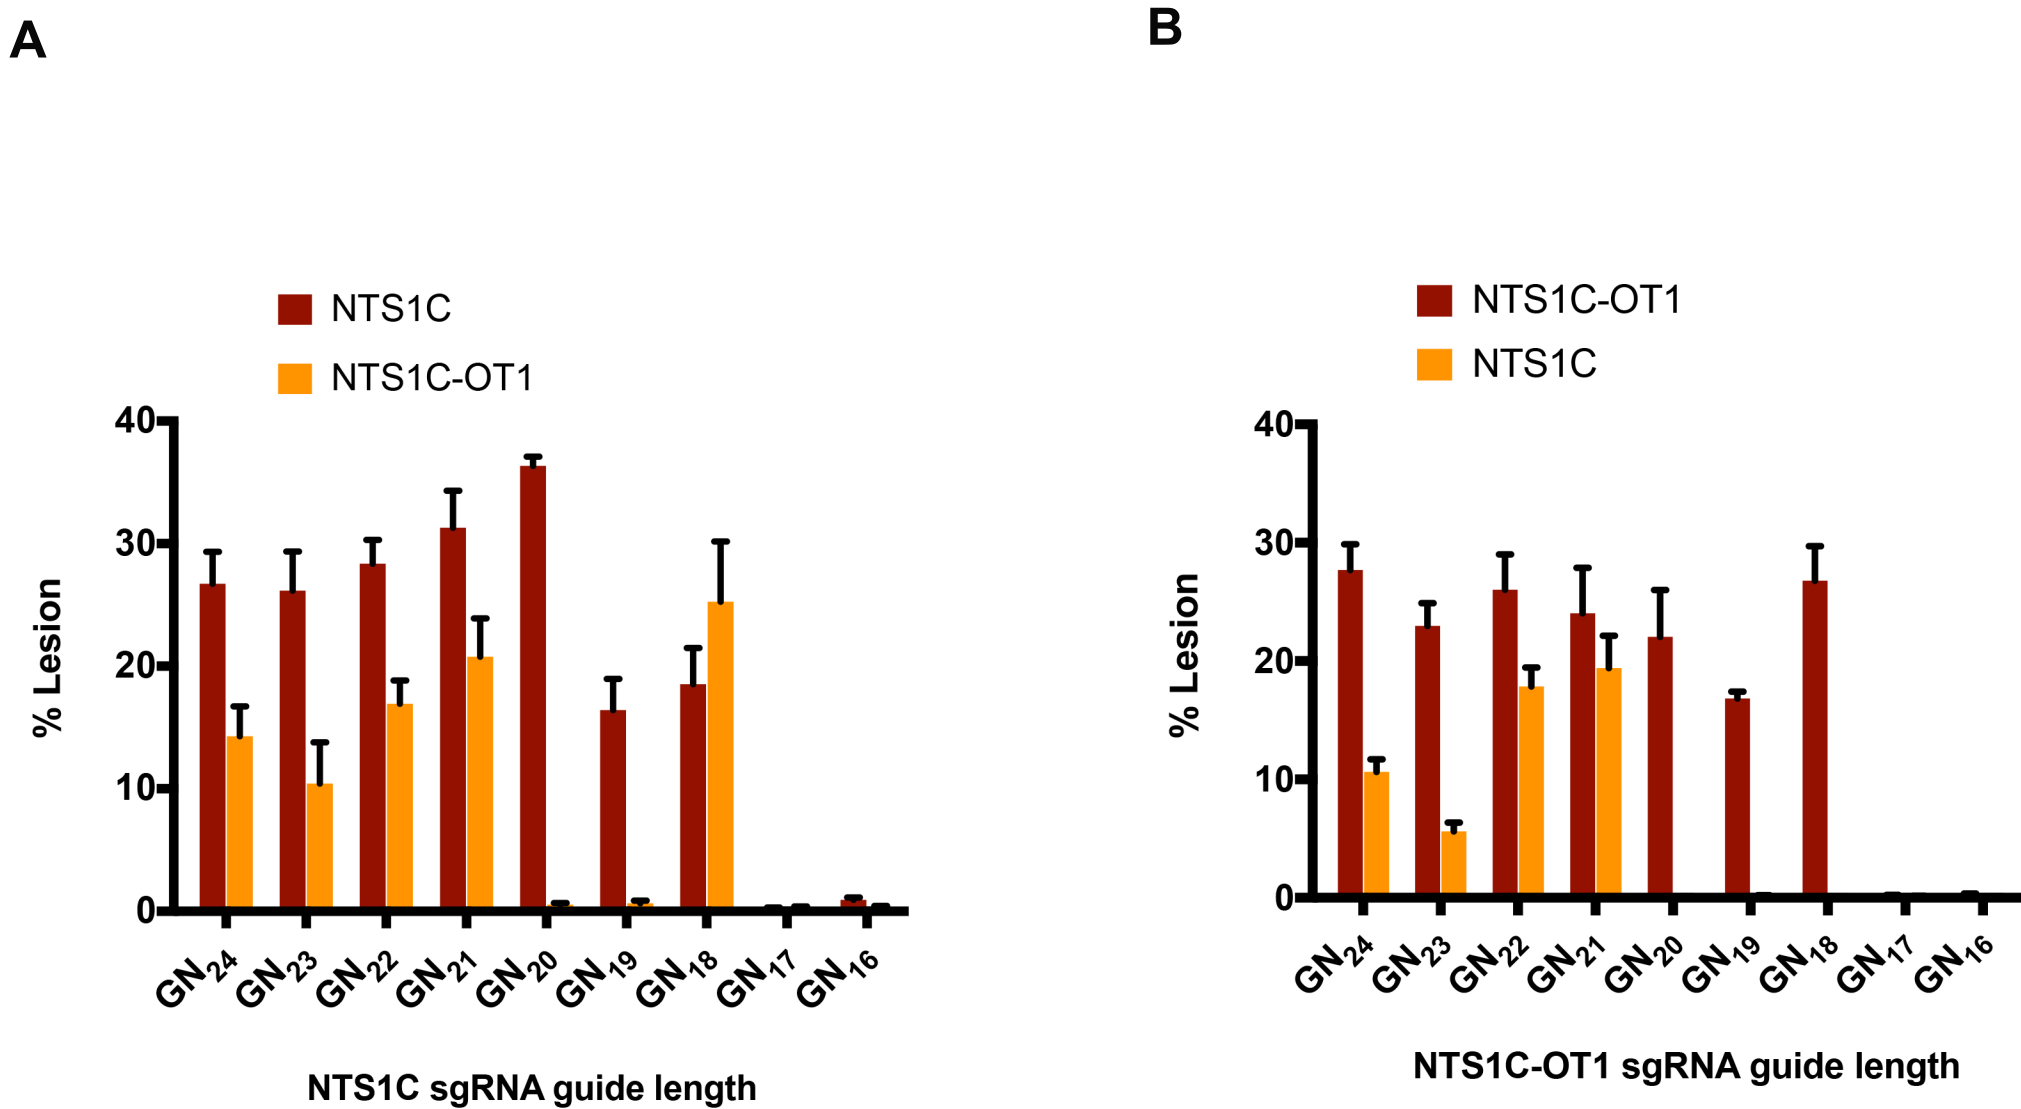 A
NTS1C
NTS1C-OT1
40
30
20
10
0
% Lesion
GN24
GN23
GN22
GN21
GN20
GN19
GN18
GN17
GN16
NTS1C sgRNA guide length
B
NTS1C-OT1
NTS1C
40
30
20
10
0
% Lesion
GN24
GN23
GN22
GN21
GN20
GN19
GN18
GN17
GN16
NTS1C-OT1 sgRNA guide length